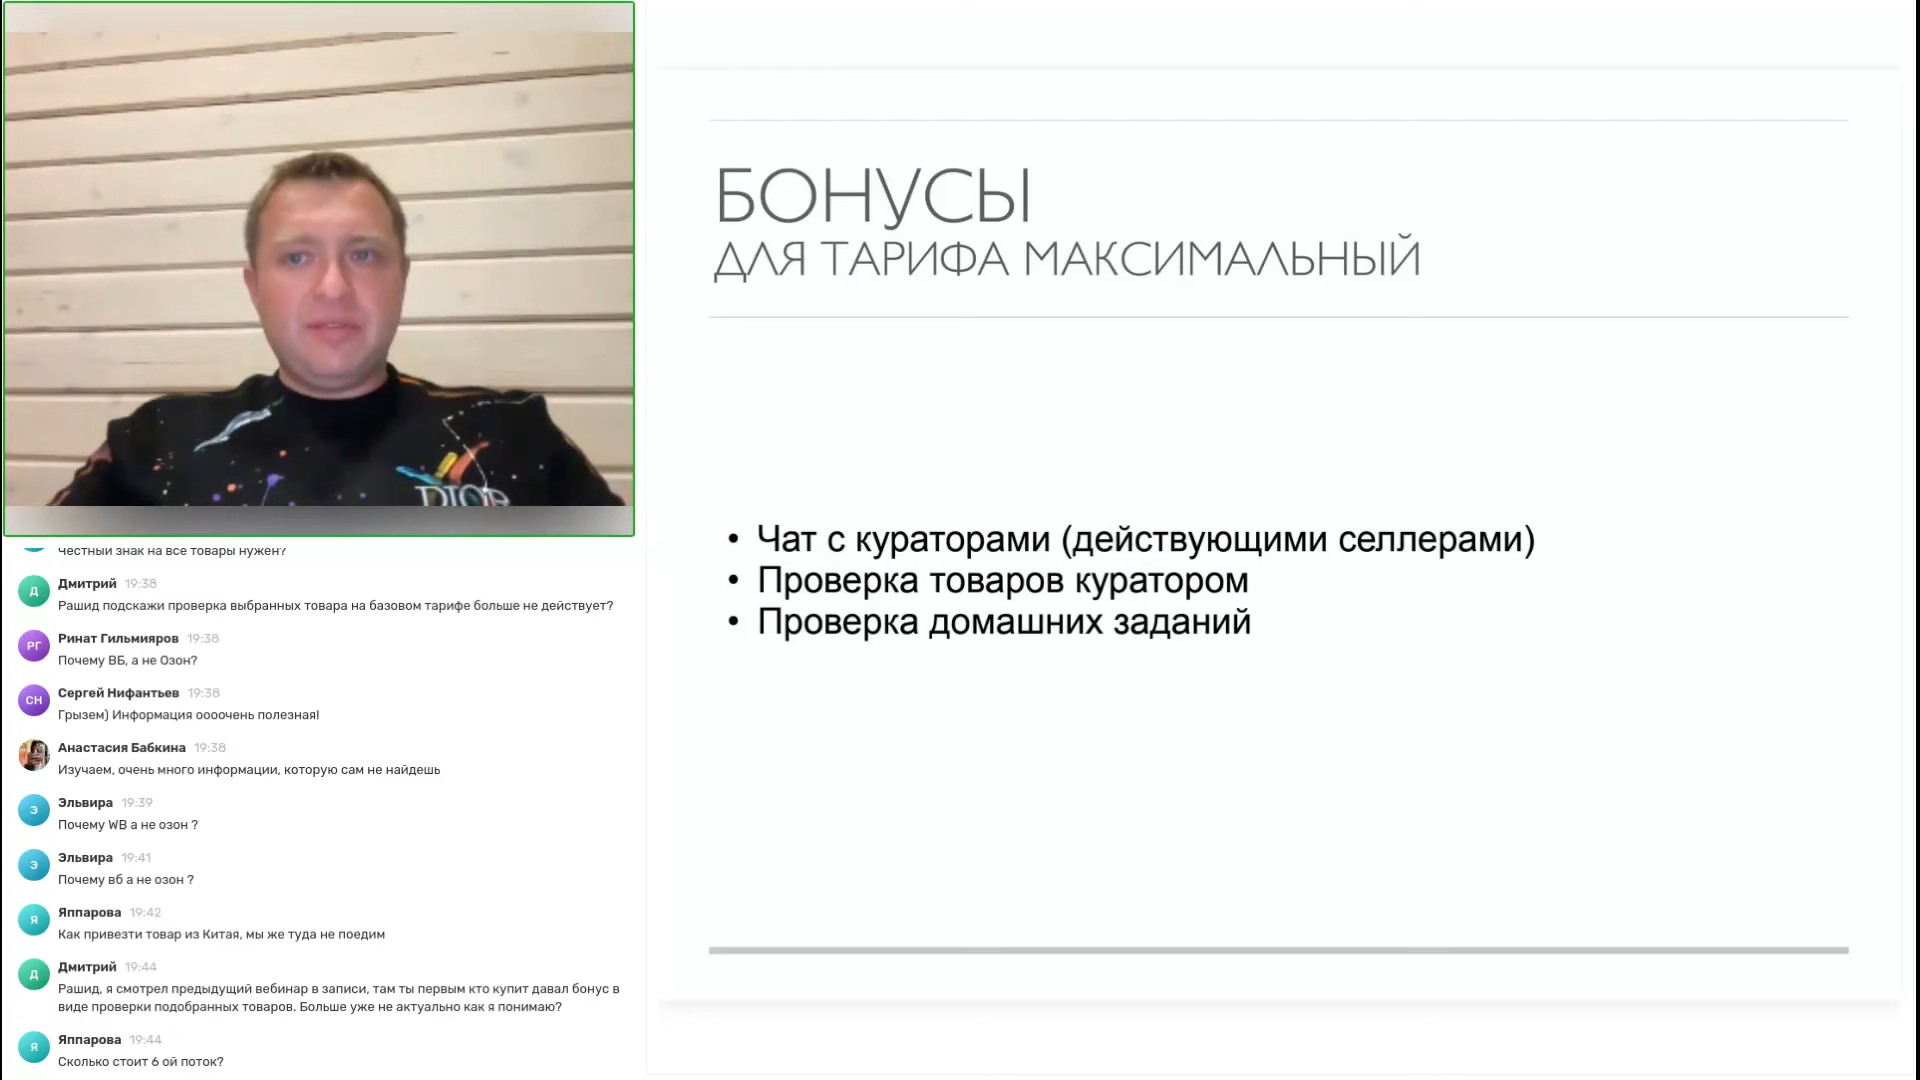 DIOR
Честный знак на все товары нужен?
Д
Дмитрий 19:38
Рашид подскажи проверка выбранных товара на базовом тарифе больше не действует?
РГ
Ринат Гильмияров 19:38
Почему ВБ, а не Озон?
СН
Сергей Нифантьев 19:38
Грызем) Информация оооочень полезная!
Анастасия Бабкина 19:38
Изучаем, очень много информации, которую сам не найдешь
Э
Эльвира 19:39
Почему WB а не озон ?
Э
Эльвира 19:41
Почему вб а не озон ?
Я
Яппарова 19:42
Как привезти товар из Китая, мы же туда не поедим
Д
Дмитрий 19:44
Рашид, я смотрел предыдущий вебинар в записи, там ты первым кто купит давал бонус в
виде проверки подобранных товаров. Больше уже не актуально как я понимаю?
Я
Яппарова 19:44
Сколько стоит 6 ой поток?
БОНУСЫ
ДЛЯ ТАРИФА МАКСИМАЛЬНЫЙ
• Чат с кураторами (действующими селлерами)
• Проверка товаров куратором
• Проверка домашних заданий